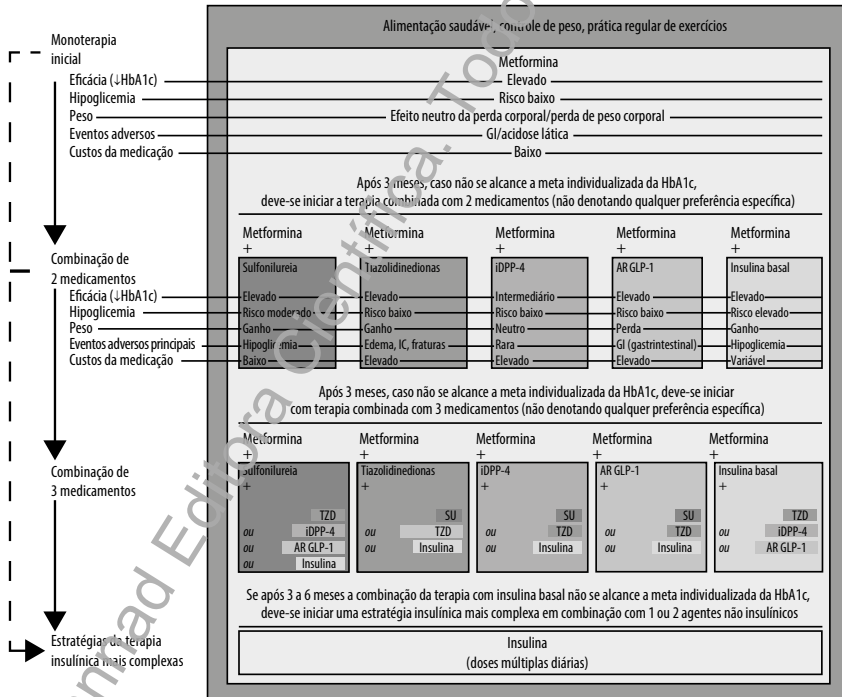 Alimentação saudável, controle de peso, prática regular de exercícios
Monoterapia
inicial
Metformina
Eficácia (↓HbA1c) Elevado
Hipoglicemia Risco baixo
Peso Efeito neutro da perda corporal/perda de peso corporal
Eventos adversos GI/acidose lática
Custos da medicação Baixo
Após 3 meses, caso não se alcance a meta individualizada da HbA1c,
deve-se iniciar a terapia combinada com 2 medicamentos (não denotando qualquer preferência específica)
Metformina Metformina Metformina Metformina Metformina
+ + + + +
Combinação de
2 medicamentos
Sulfonilureia Tiazolidinedionas iDPP-4 AR GLP-1 Insulina basal
Eficácia (↓HbA1c) Elevado Elevado Intermediário Elevado Elevado
Hipoglicemia Risco moderado Risco baixo Risco baixo Risco baixo Risco elevado
Peso Ganho Ganho Neutro Perda Ganho
Eventos adversos principais Hipoglicemia Edema, IC, fraturas Rara GI (gastrintestinal) Hipoglicemia
Custos da medicação Baixo Elevado Elevado Elevado Variável
Após 3 meses, caso não se alcance a meta individualizada da HbA1c, deve-se iniciar
com terapia combinada com 3 medicamentos (não denotando qualquer preferência específica)
Metformina Metformina Metformina Metformina Metformina
+ + + + +
Combinação de
3 medicamentos
Sulfonilureia Tiazolidinedionas iDPP-4 AR GLP-1 Insulina basal
+ + + + +
TZD SU SU SU TZD
ou iDPP-4 ou TZD ou TZD ou TZD ou iDPP-4
ou AR GLP-1 ou Insulina ou Insulina ou Insulina ou AR GLP-1
ou Insulina
Se após 3 a 6 meses a combinação da terapia com insulina basal não se alcance a meta individualizada da HbA1c,
deve-se iniciar uma estratégia insulínica mais complexa em combinação com 1 ou 2 agentes não insulínicos
Estratégias da terapia
insulínica mais complexas
Insulina
(doses múltiplas diárias)
nnad Editora Científica. Todo